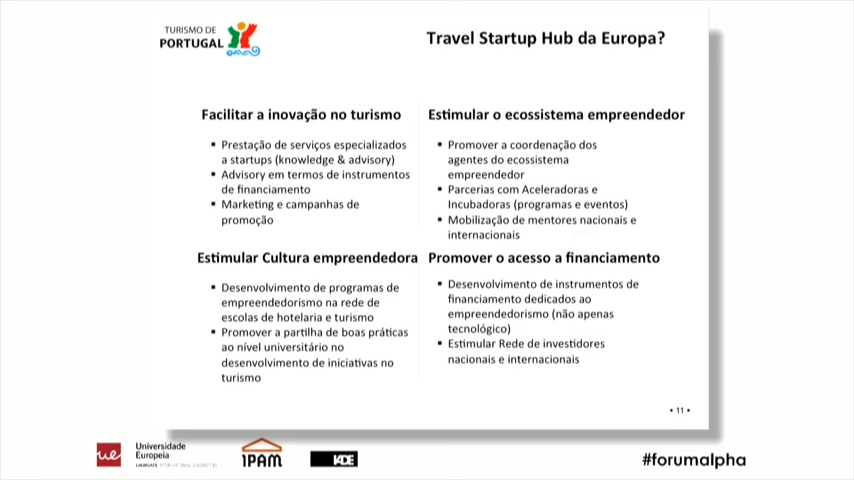 TURISMO DE
PORTUGAL
Travel Startup Hub da Europa?
Facilitar a inovação no turismo
▪ Prestação de serviços especializados
a startups (knowledge & advisory)
▪ Advisory em termos de instrumentos
de financiamento
▪ Marketing e campanhas de
promoção
Estimular o ecossistema empreendedor
▪ Promover a coordenação dos
agentes do ecossistema
empreendedor
▪ Parcerias com Aceleradoras e
Incubadoras (programas e eventos)
▪ Mobilização de mentores nacionais e
internacionais
Estimular Cultura empreendedora
▪ Desenvolvimento de programas de
empreendedorismo na rede de
escolas de hotelaria e turismo
▪ Promover a partilha de boas práticas
ao nível universitário no
desenvolvimento de iniciativas no
turismo
Promover o acesso a financiamento
▪ Desenvolvimento de instrumentos de
financiamento dedicados ao
empreendedorismo (não apenas
tecnológico)
▪ Estimular Rede de investidores
nacionais e internacionais
▪ 11 ▪
ue
Universidade
Europeia
IPAM
IADE
#forumalpha